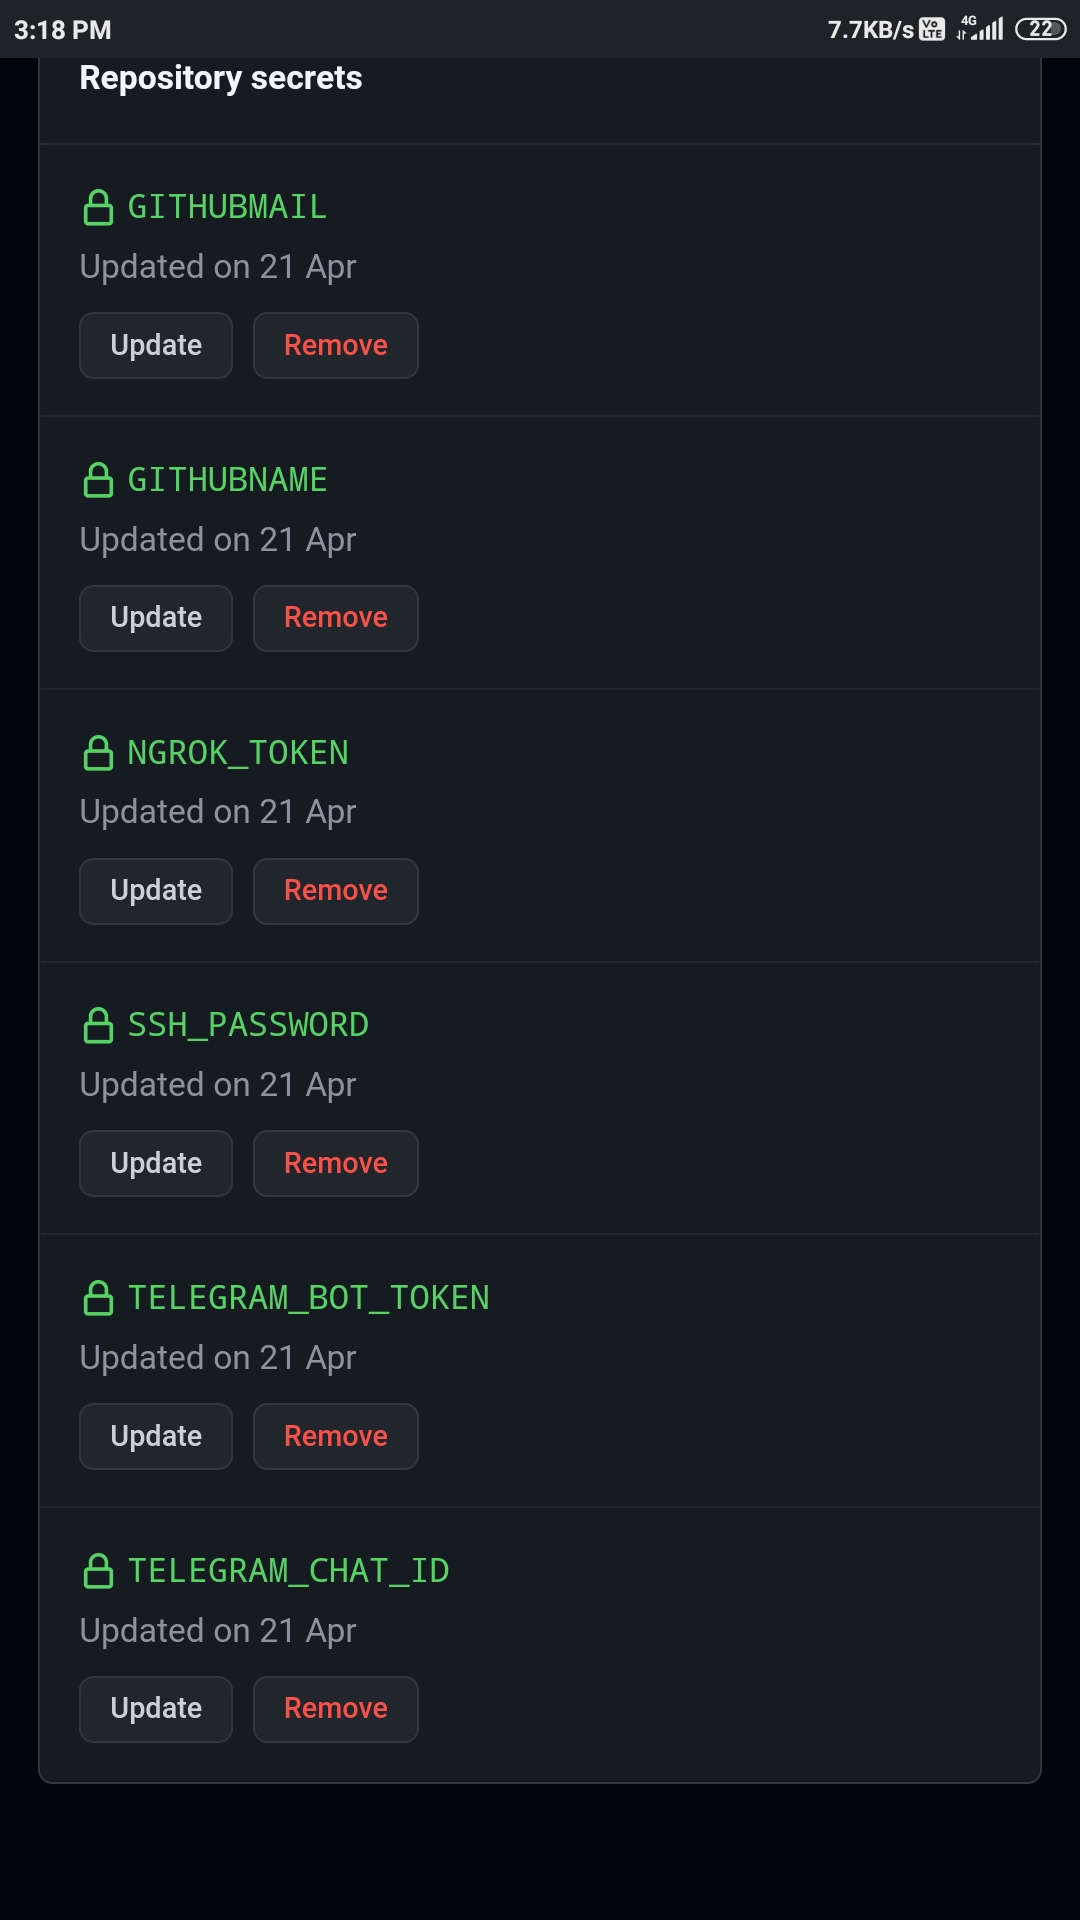 3:18 PM 7.7KB/s Vo LTE 4G 22
Repository secrets
GITHUBMAIL
Updated on 21 Apr
Update Remove
GITHUBNAME
Updated on 21 Apr
Update Remove
NGROK_TOKEN
Updated on 21 Apr
Update Remove
SSH_PASSWORD
Updated on 21 Apr
Update Remove
TELEGRAM_BOT_TOKEN
Updated on 21 Apr
Update Remove
TELEGRAM_CHAT_ID
Updated on 21 Apr
Update Remove